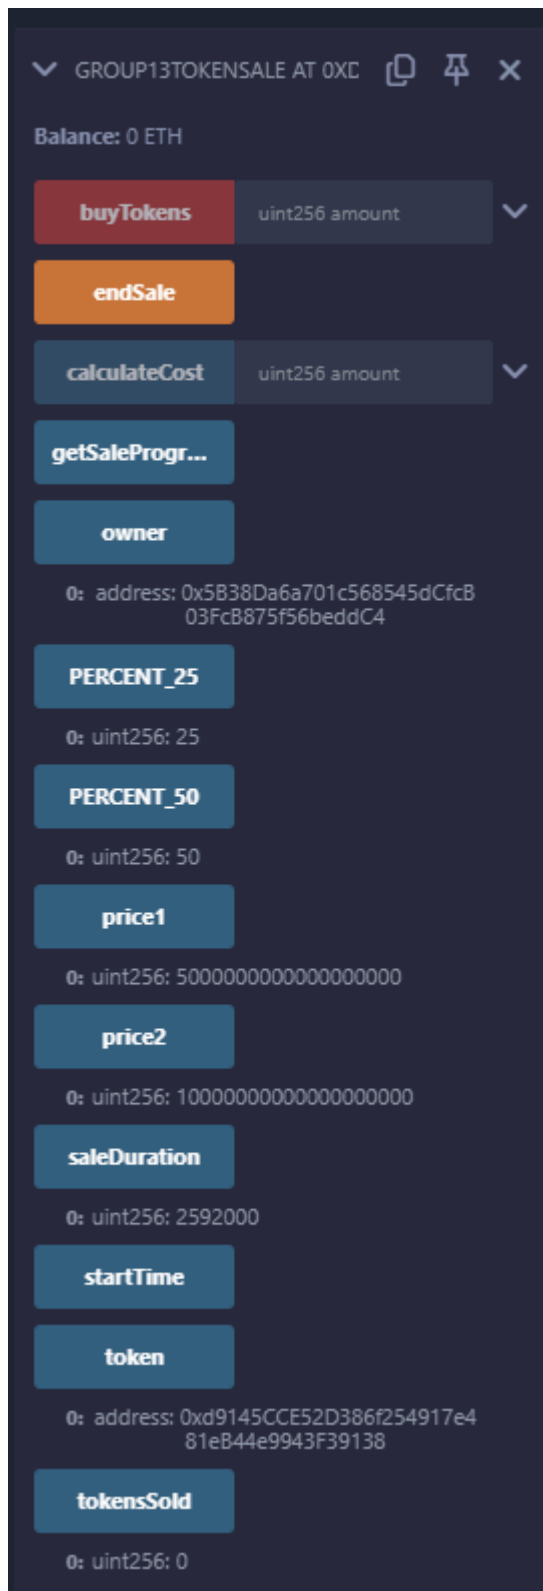 GROUP13TOKENSALE AT 0XD
Balance: 0 ETH
buyTokens uint256 amount
endSale
calculateCost uint256 amount
getSaleProgr...
owner
0: address: 0x5B38Da6a701c568545dCfcB
03FcB875f56beddC4
PERCENT_25
0: uint256: 25
PERCENT_50
0: uint256: 50
price1
0: uint256: 5000000000000000000
price2
0: uint256: 10000000000000000000
saleDuration
0: uint256: 2592000
startTime
token
0: address: 0xd9145CCE52D386f254917e4
81eB44e9943F39138
tokensSold
0: uint256: 0